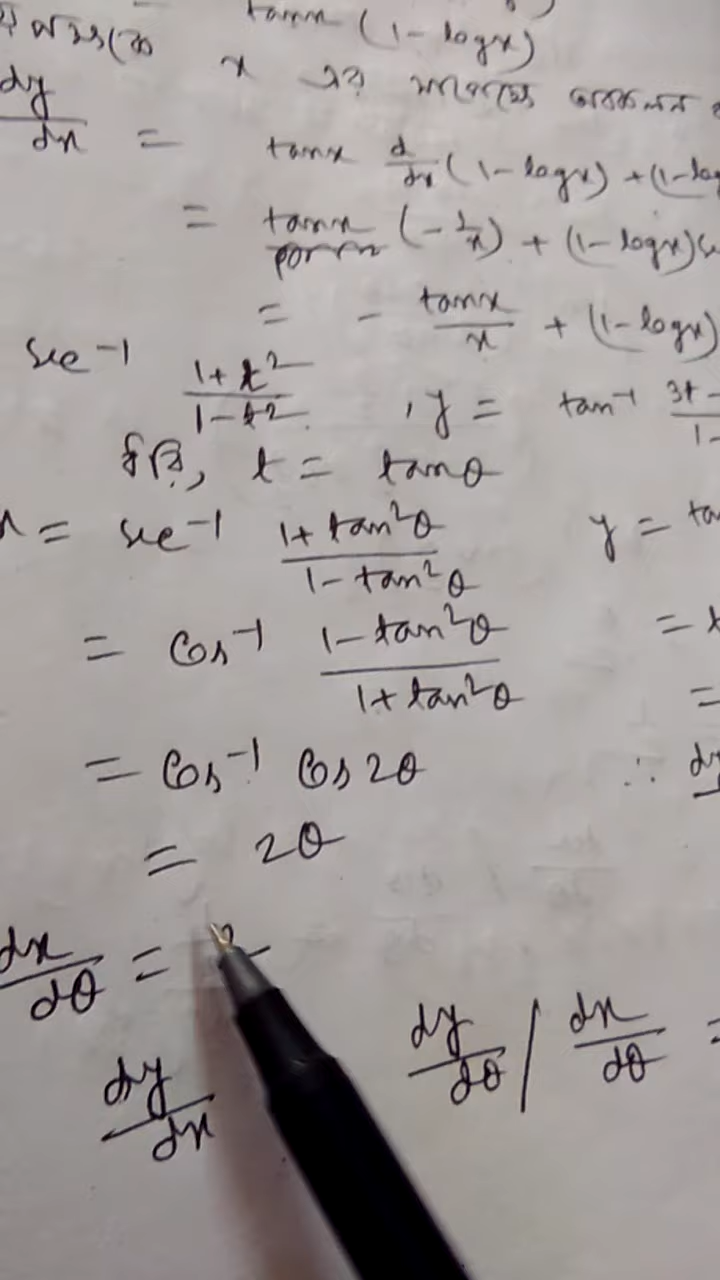 tanx (1 - logx)
x এর সাপেক্ষে
dy/dx = tanx d/dx (1 - logx) + (1 - log
= tanx (-1/x) + (1 - logx)
= - tanx/x + (1 - logx)
sec⁻¹ (1+t²)/(1-t²) , y = tan⁻¹ 3t -/1 -
ধরি, t = tanθ
x = sec⁻¹ (1+tan²θ)/(1-tan²θ) y = ta
= Cos⁻¹ (1-tan²θ)/(1+tan²θ) = t
= Cos⁻¹ Cos2θ ∴ dy
= 2θ
dx/dθ = 2
dy/dx dy/dθ / dx/dθ =